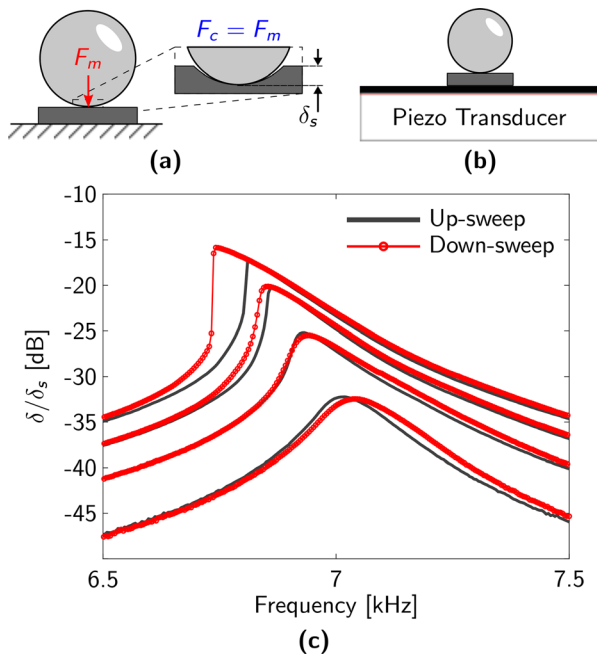 F_c = F_m
F_m
δ_s
(a)
Piezo Transducer
(b)
-10
-15
-20
-25
-30
-35
-40
-45
δ/δ_s [dB]
Up-sweep
Down-sweep
6.5
7
7.5
Frequency [kHz]
(c)